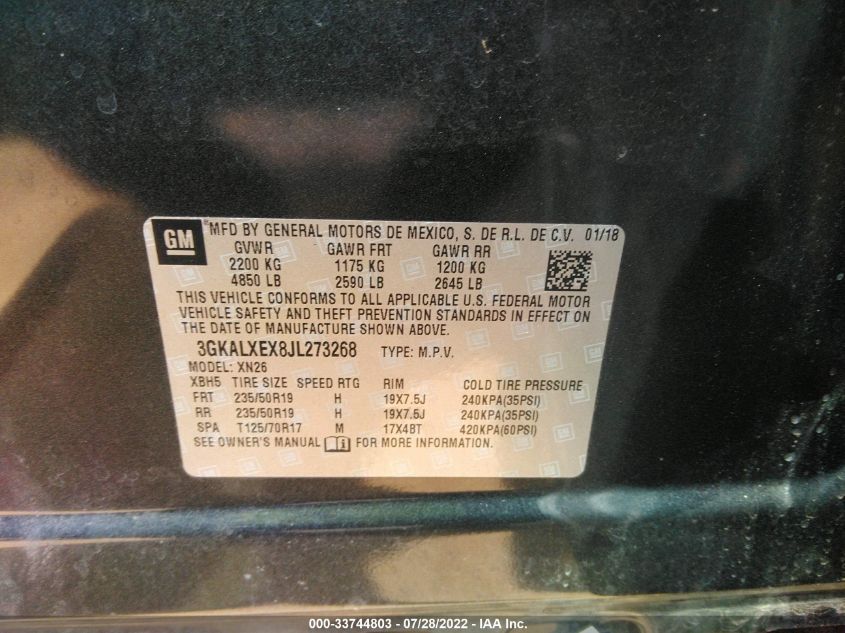 GM
®MFD BY GENERAL MOTORS DE MEXICO, S. DE R.L. DE C.V. 01/18
GVWR GAWR FRT GAWR RR
2200 KG 1175 KG 1200 KG
4850 LB 2590 LB 2645 LB
THIS VEHICLE CONFORMS TO ALL APPLICABLE U.S. FEDERAL MOTOR
VEHICLE SAFETY AND THEFT PREVENTION STANDARDS IN EFFECT ON
THE DATE OF MANUFACTURE SHOWN ABOVE.
3GKALXEX8JL273268 TYPE: M.P.V.
MODEL: XN26
XBH5 TIRE SIZE SPEED RTG RIM COLD TIRE PRESSURE
FRT 235/50R19 H 19X7.5J 240KPA(35PSI)
RR 235/50R19 H 19X7.5J 240KPA(35PSI)
SPA T125/70R17 M 17X4BT 420KPA(60PSI)
SEE OWNER'S MANUAL FOR MORE INFORMATION.
000-33744803 - 07/28/2022 - IAA Inc.